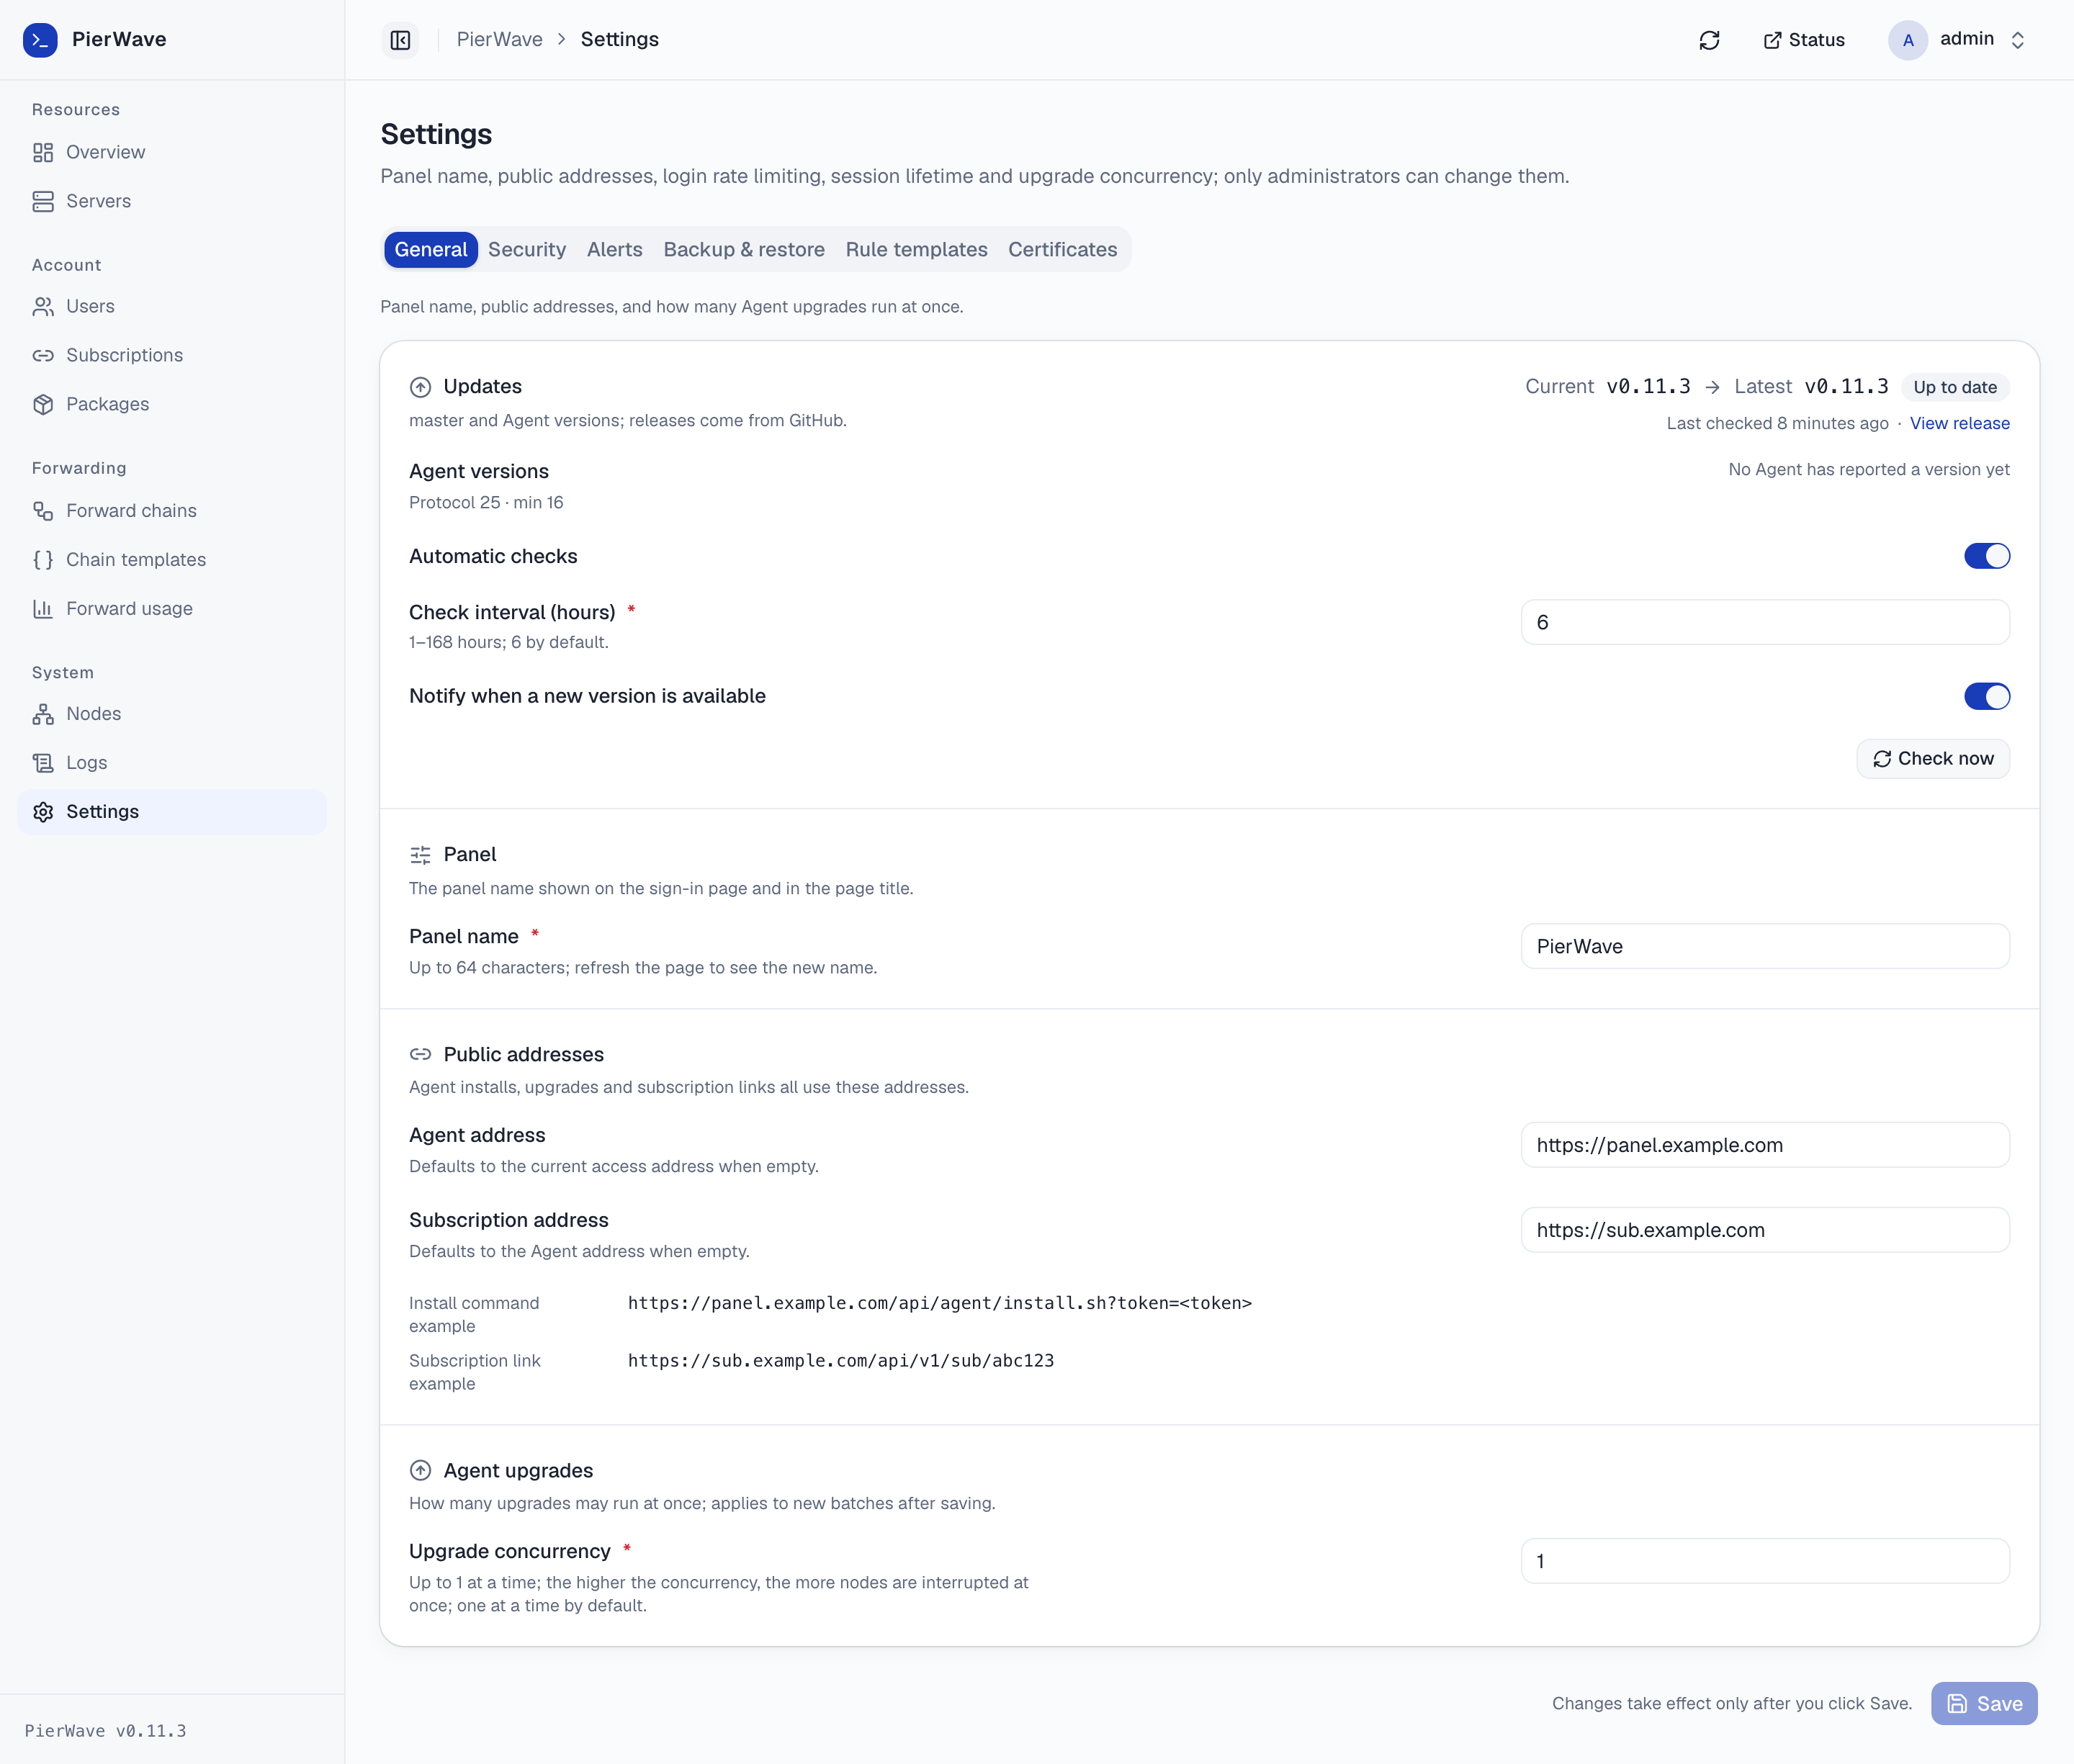 PierWave
PierWave > Settings
Status
A
admin
Resources
Overview
Servers
Account
Users
Subscriptions
Packages
Forwarding
Forward chains
Chain templates
Forward usage
System
Nodes
Logs
Settings
PierWave v0.11.3
Settings
Panel name, public addresses, login rate limiting, session lifetime and upgrade concurrency; only administrators can change them.
General Security Alerts Backup & restore Rule templates Certificates
Panel name, public addresses, and how many Agent upgrades run at once.
Updates
Current v0.11.3 → Latest v0.11.3 Up to date
master and Agent versions; releases come from GitHub.
Last checked 8 minutes ago · View release
Agent versions
No Agent has reported a version yet
Protocol 25 · min 16
Automatic checks
Check interval (hours) *
6
1–168 hours; 6 by default.
Notify when a new version is available
Check now
Panel
The panel name shown on the sign-in page and in the page title.
Panel name *
PierWave
Up to 64 characters; refresh the page to see the new name.
Public addresses
Agent installs, upgrades and subscription links all use these addresses.
Agent address
https://panel.example.com
Defaults to the current access address when empty.
Subscription address
https://sub.example.com
Defaults to the Agent address when empty.
Install command
example
https://panel.example.com/api/agent/install.sh?token=<token>
Subscription link
example
https://sub.example.com/api/v1/sub/abc123
Agent upgrades
How many upgrades may run at once; applies to new batches after saving.
Upgrade concurrency *
1
Up to 1 at a time; the higher the concurrency, the more nodes are interrupted at
once; one at a time by default.
Changes take effect only after you click Save.
Save